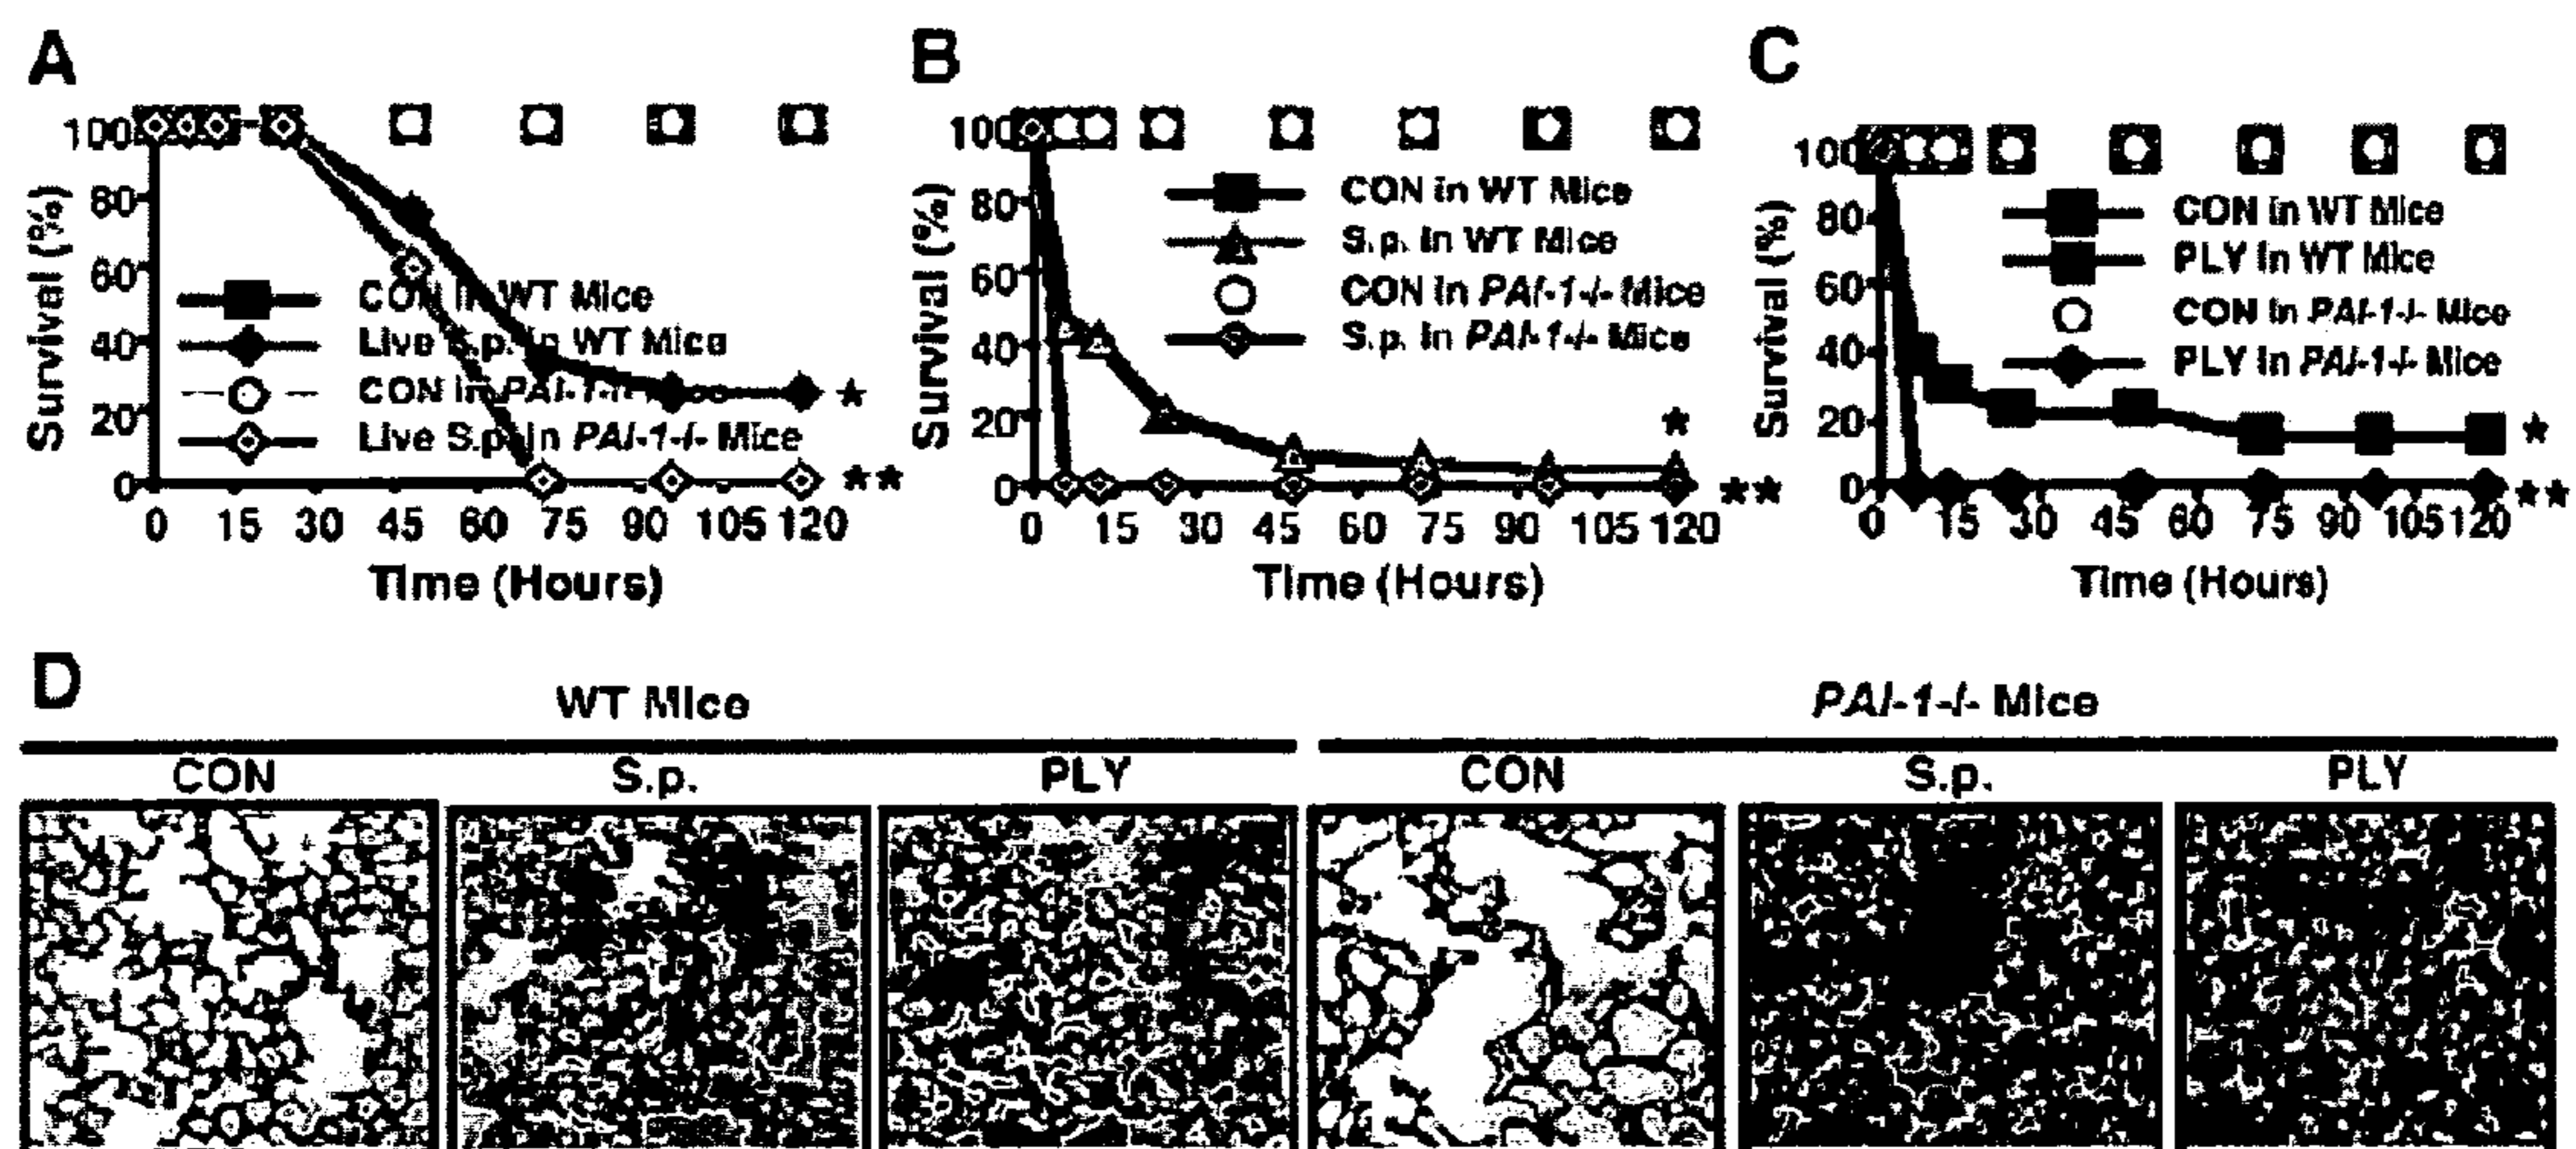 A
100
80
60
40
20
0
Survival (%)
CON in WT Mice
Live S.p. in WT Mice
CON in PAI-1-/-
Live S.p. in PAI-1-/- Mice
*
**
0 15 30 45 60 75 90 105 120
Time (Hours)
B
100
80
60
40
20
0
Survival (%)
CON in WT Mice
S.p. in WT Mice
CON in PAI-1-/- Mice
S.p. in PAI-1-/- Mice
*
**
0 15 30 45 60 75 90 105 120
Time (Hours)
C
100
80
60
40
20
0
Survival (%)
CON in WT Mice
PLY in WT Mice
CON in PAI-1-/- Mice
PLY in PAI-1-/- Mice
*
**
0 15 30 45 60 75 90 105 120
Time (Hours)
D
WT Mice
PAI-1-/- Mice
CON S.p. PLY CON S.p. PLY